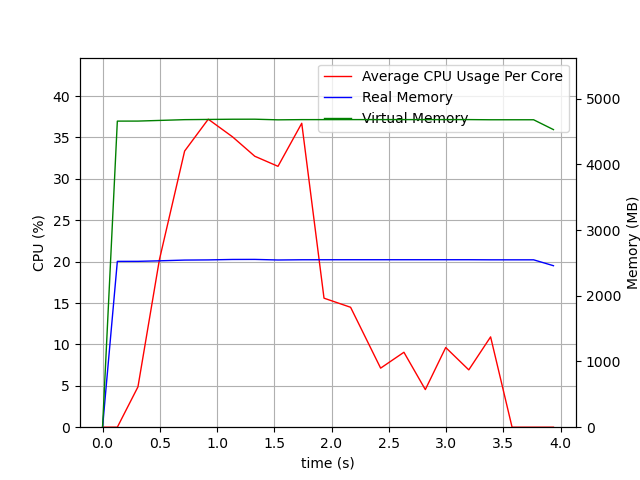 Average CPU Usage Per Core
Real Memory
Virtual Memory
CPU (%)
40
35
30
25
20
15
10
5
0
Memory (MB)
5000
4000
3000
2000
1000
0
0.0 0.5 1.0 1.5 2.0 2.5 3.0 3.5 4.0
time (s)